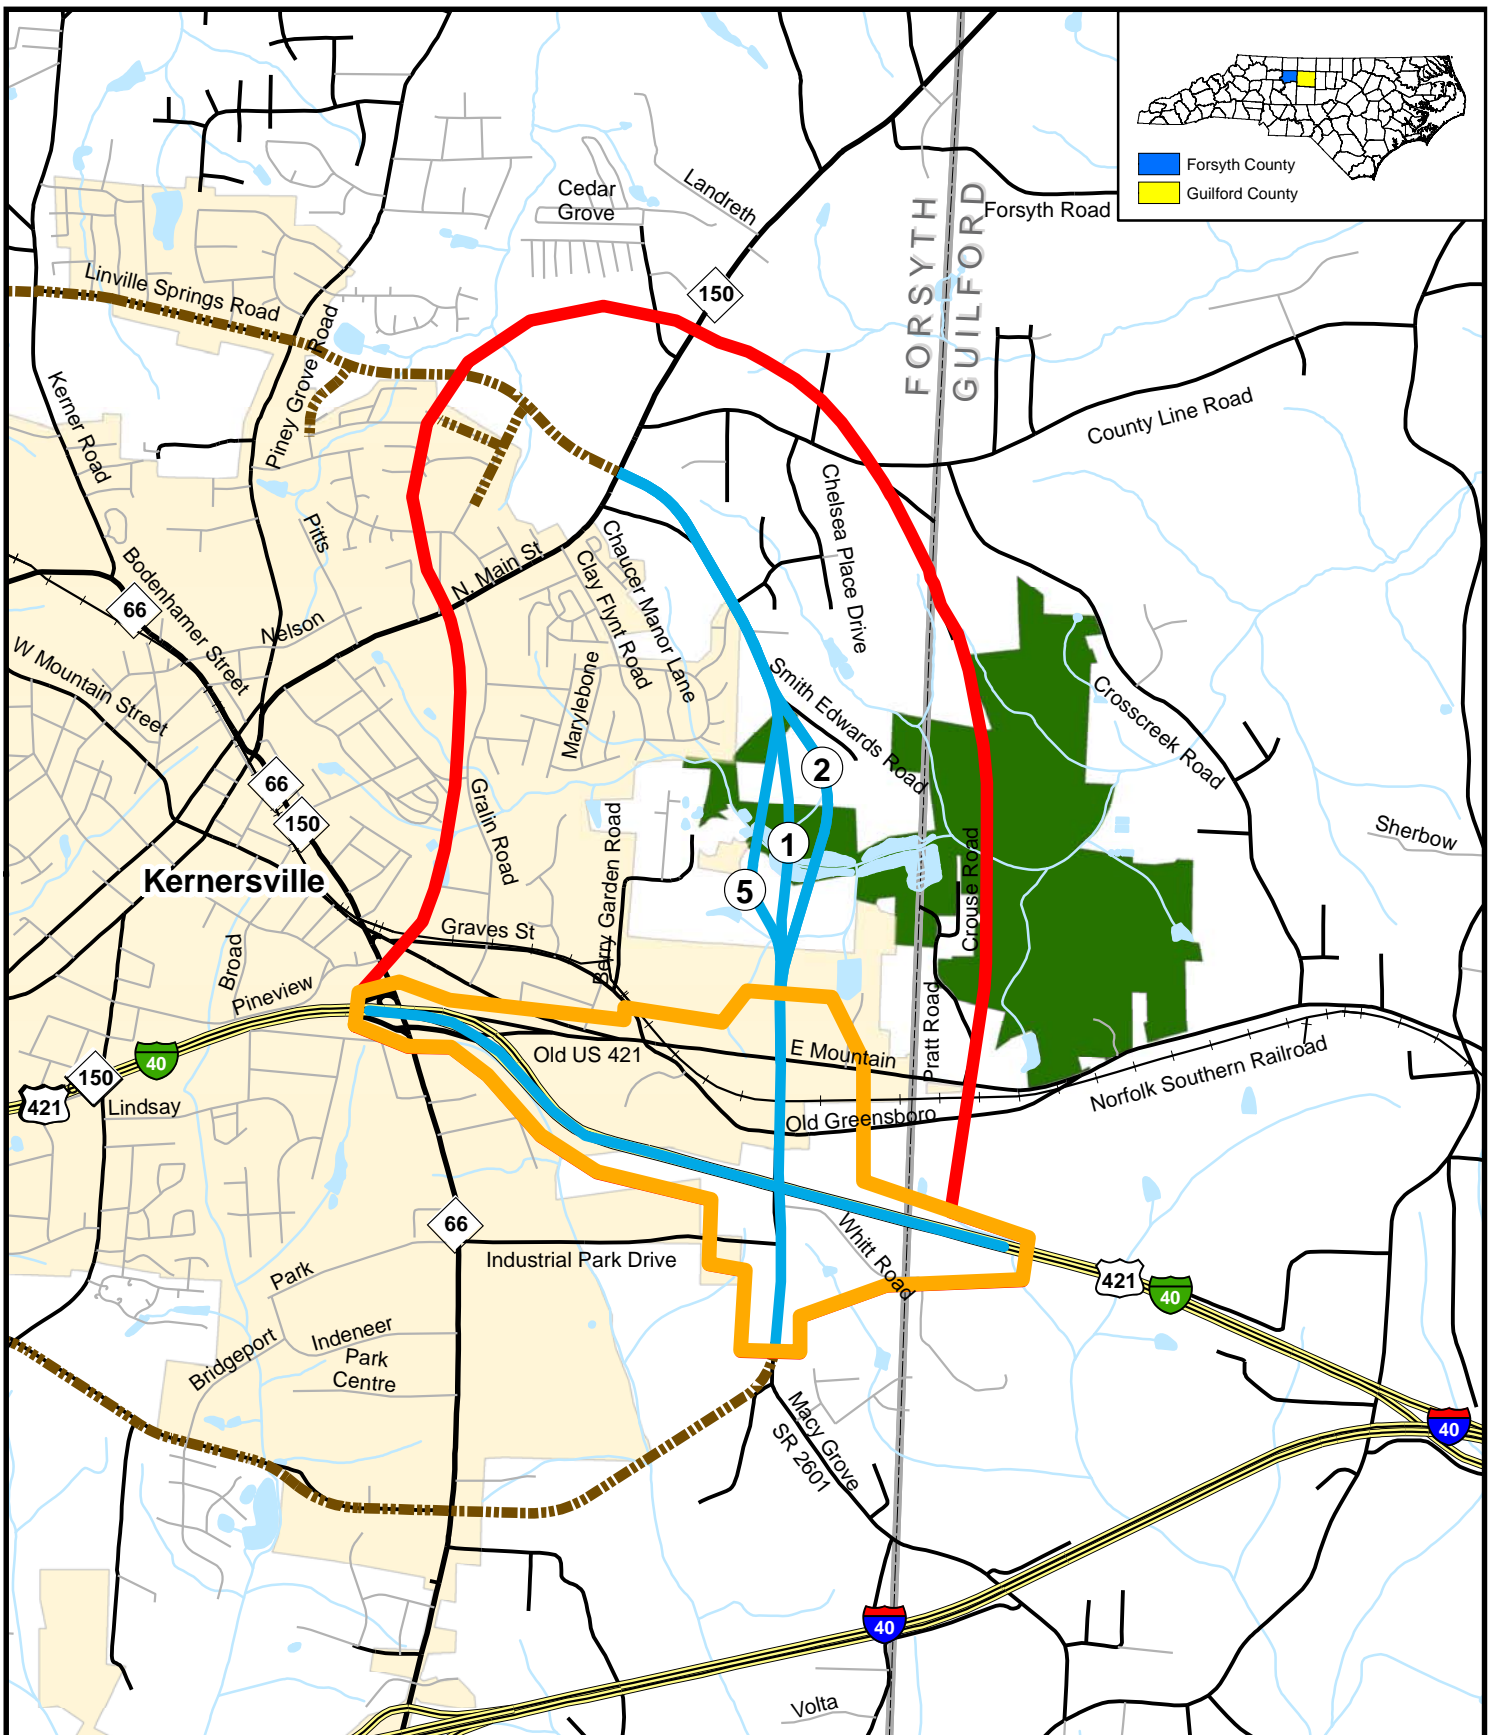 Forsyth County
Guilford County
Cedar
Grove
Landreth
FORSYTH
GUILFORD
Forsyth Road
150
Linville Springs Road
Piney Grove Road
Kerner Road
County Line Road
Chelsea Place Drive
Pitts
N. Main St
Chaucer Manor Lane
Clay Flynt Road
Bodenhamer Street
66
Nelson
W Mountain Street
Marylebone
Smith Edwards Road
Crosscreek Road
2
66
150
Gralin Road
Berry Garden Road
1
Crouse Road
Sherbow
Kernersville
5
Graves St
Broad
Pineview
Old US 421
E Mountain
Pratt Road
Norfolk Southern Railroad
40
150
421
Lindsay
Old Greensboro
66
Industrial Park Drive
Whitt Road
421
40
Park
Bridgeport
Indeneer
Park
Centre
Macy Grove
SR 2601
40
40
Volta